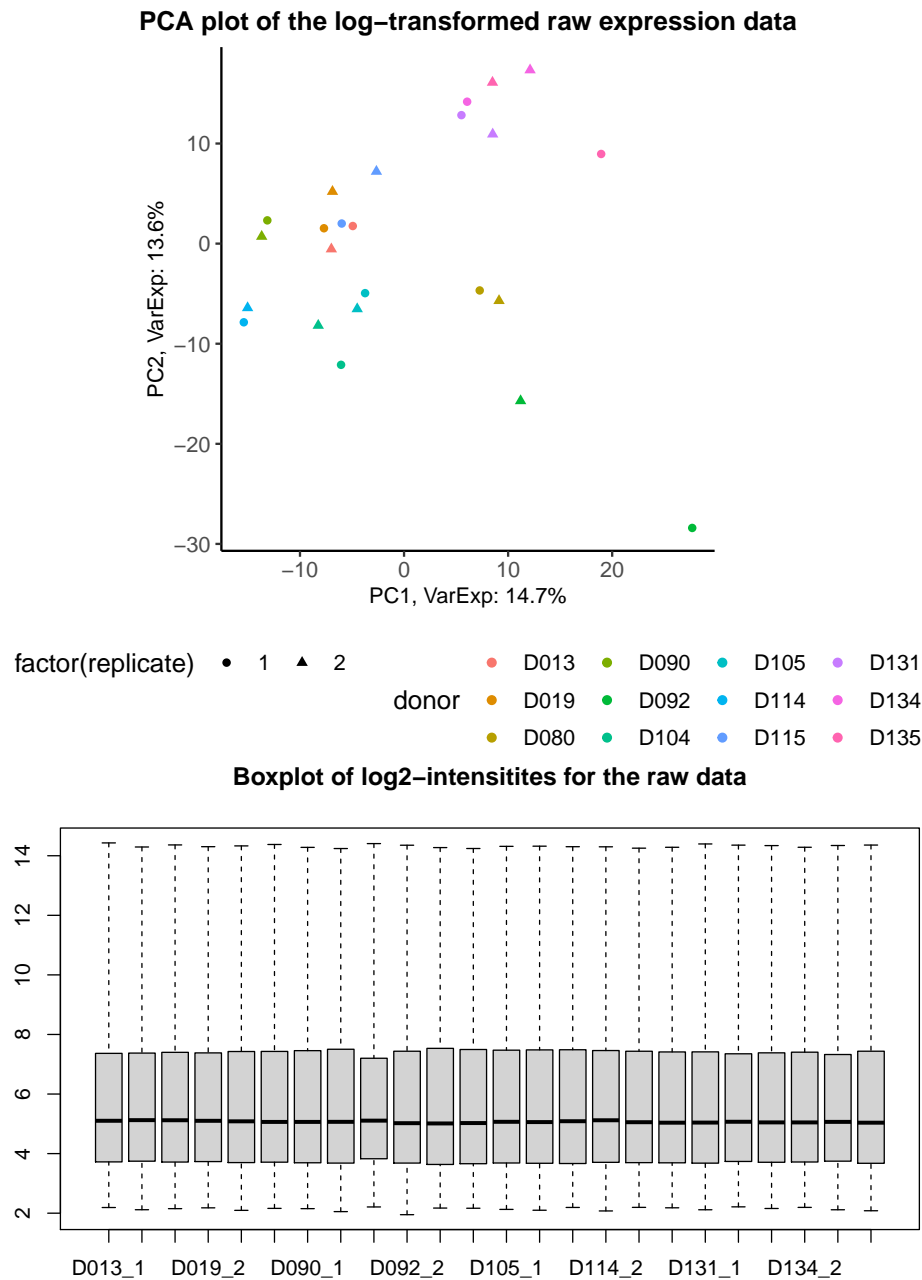 PCA plot of the log−transformed raw expression data
10
0
−10
−20
−30
PC2, VarExp: 13.6%
−10 0 10 20
PC1, VarExp: 14.7%
factor(replicate) 1 2
donor
D013 D090 D105 D131
D019 D092 D114 D134
D080 D104 D115 D135
Boxplot of log2−intensitites for the raw data
14
12
10
8
6
4
2
D013_1 D019_2 D090_1 D092_2 D105_1 D114_2 D131_1 D134_2